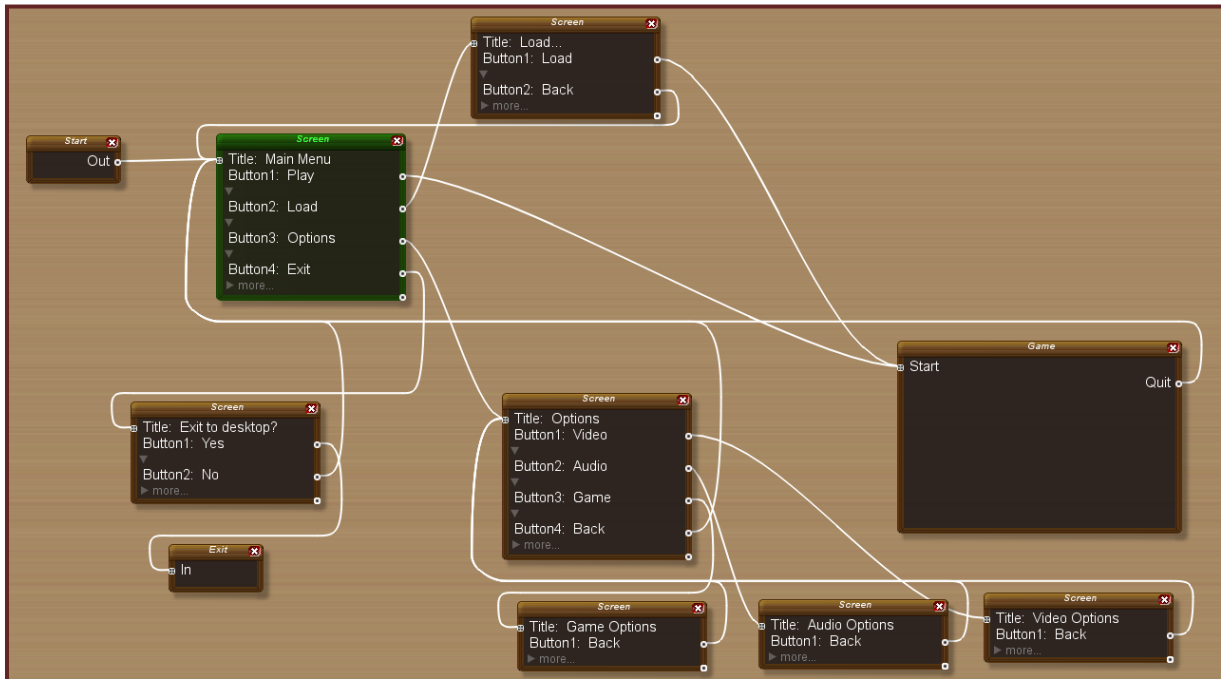 Screen
Title: Load...
Button1: Load
Button2: Back
more...
Start
Out
Screen
Title: Main Menu
Button1: Play
Button2: Load
Button3: Options
Button4: Exit
more...
Game
Start
Quit
Screen
Title: Exit to desktop?
Button1: Yes
Button2: No
more...
Screen
Title: Options
Button1: Video
Button2: Audio
Button3: Game
Button4: Back
more...
Exit
In
Screen
Title: Game Options
Button1: Back
more...
Screen
Title: Audio Options
Button1: Back
more...
Screen
Title: Video Options
Button1: Back
more...